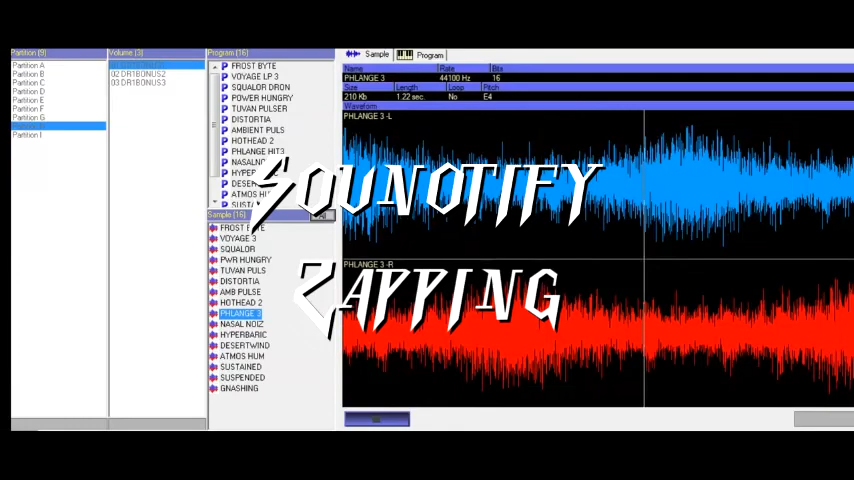 Partition [9]
Partition A
Partition B
Partition C
Partition D
Partition E
Partition F
Partition G
Partition I
Volume [3]
02 DR1BONUS2
03 DR1BONUS3
Program [16]
FROST BYTE
VOYAGE LP 3
SQUALOR DRON
POWER HUNGRY
TUVAN PULSER
DISTORTIA
AMBIENT PULS
HOTHEAD 2
PHLANGE HIT3
Sample [16]
FROST BYTE
VOYAGE 3
SQUALOR
PWR HUNGRY
TUVAN PULS
DISTORTIA
AMB PULSE
HOTHEAD 2
PHLANGE 3
NASAL NOIZ
HYPERBARIC
DESERTWIND
ATMOS HUM
SUSTAINED
SUSPENDED
GNASHING
Sample Program
Name Rate Bits
PHLANGE 3 44100 Hz 16
Size Length Loop Pitch
210 Kb 1.22 sec. No E4
Waveform
PHLANGE 3 -L
PHLANGE 3 -R
Sounotify
Zapping